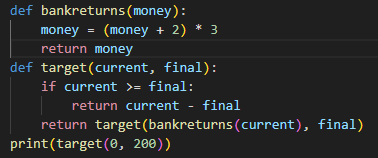 def bankreturns(money):
    money = (money + 2) * 3
    return money
def target(current, final):
    if current >= final:
        return current - final
    return target(bankreturns(current), final)
print(target(0, 200))